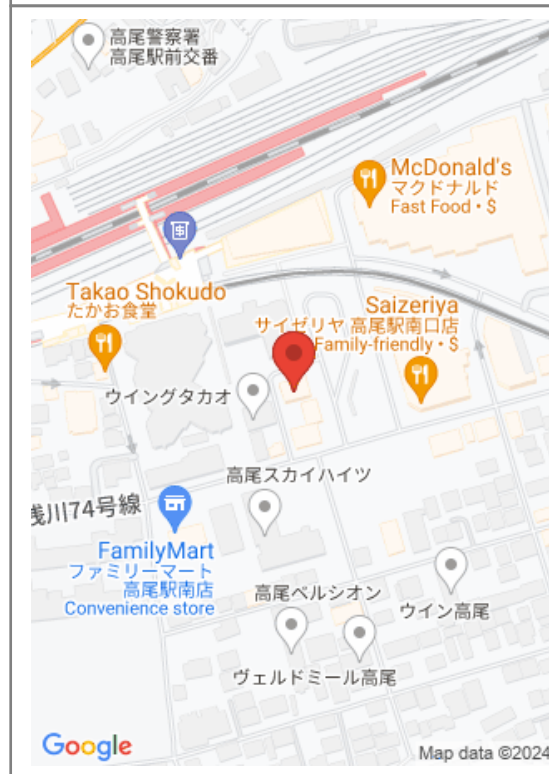 高尾警察署
高尾駅前交番
McDonald's
マクドナルド
Fast Food • $
Takao Shokudo
たかお食堂
Saizeriya
サイゼリヤ 高尾駅南口店
Family-friendly • $
ウイングタカオ
高尾スカイハイツ
浅川74号線
FamilyMart
ファミリーマート
高尾駅南店
Convenience store
高尾ベルシオン
ウイン高尾
ヴェルドミール高尾
Google
Map data ©2024